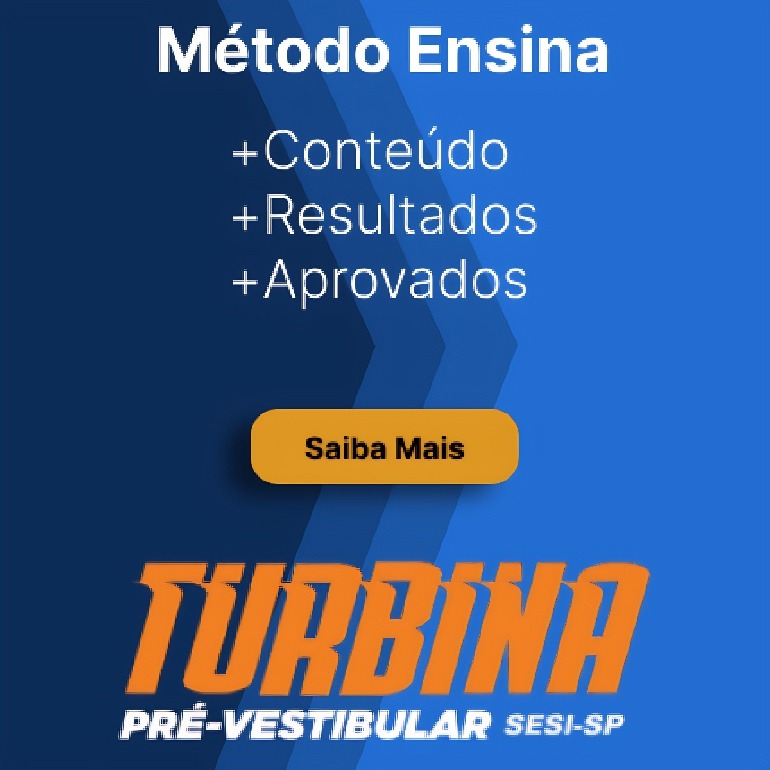 Método Ensina
+Conteúdo
+Resultados
+Aprovados
Saiba Mais
TURBINA
PRÉ-VESTIBULAR SESI-SP